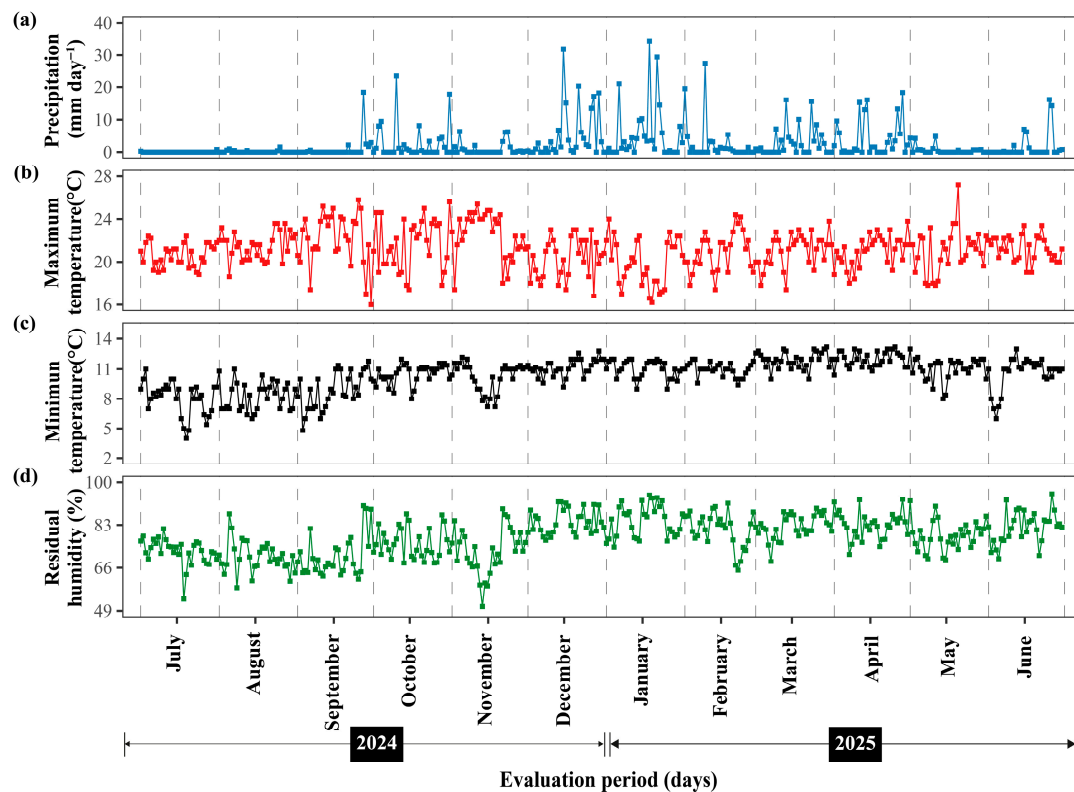 (a)
Precipitation
(mm day⁻¹)
40
30
20
10
0
(b)
Maximum
temperature(°C)
28
24
20
16
(c)
Minimun
temperature(°C)
14
11
8
5
2
(d)
Residual
humidity (%)
100
83
66
49
July
August
September
October
November
December
January
February
March
April
May
June
2024
2025
Evaluation period (days)